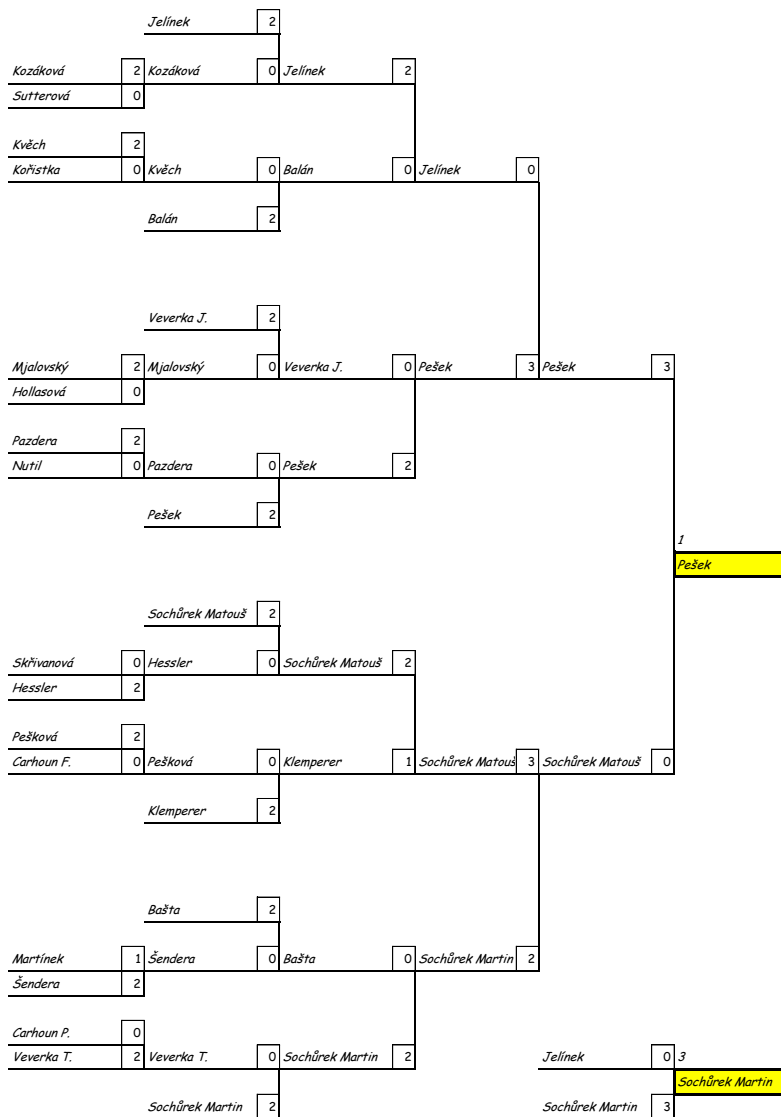 Jelínek 2
Kozáková 2 Kozáková 0 Jelínek 2
Sutterová 0
Kvěch 2
Kořistka 0 Kvěch 0 Balán 0 Jelínek 0
Balán 2
Veverka J. 2
Mjalovský 2 Mjalovský 0 Veverka J. 0 Pešek 3 Pešek 3
Hollasová 0
Pazdera 2
Nutil 0 Pazdera 0 Pešek 2
Pešek 2
1
Pešek
Sochůrek Matouš 2
Skřivanová 0 Hessler 0 Sochůrek Matouš 2
Hessler 2
Pešková 2
Carhoun F. 0 Pešková 0 Klemperer 1 Sochůrek Matouš 3 Sochůrek Matouš 0
Klemperer 2
Bašta 2
Martínek 1 Šendera 0 Bašta 0 Sochůrek Martin 2
Šendera 2
Carhoun P. 0
Veverka T. 2 Veverka T. 0 Sochůrek Martin 2 Jelínek 0 3
Sochůrek Martin
Sochůrek Martin 2 Sochůrek Martin 3